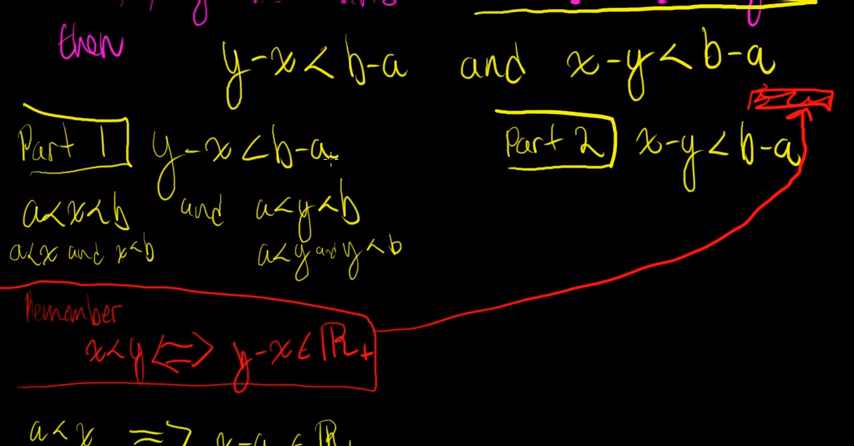 then
y-x<b-a and x-y<b-a
Part 1 y-x<b-a
a<x<b and a<y<b
a<x and x<b a<y and y<b
Part 2 x-y<b-a
Remember
x<y⟺y-x∈ℝ₊
a<x ⟹ x-a∈ℝ₊